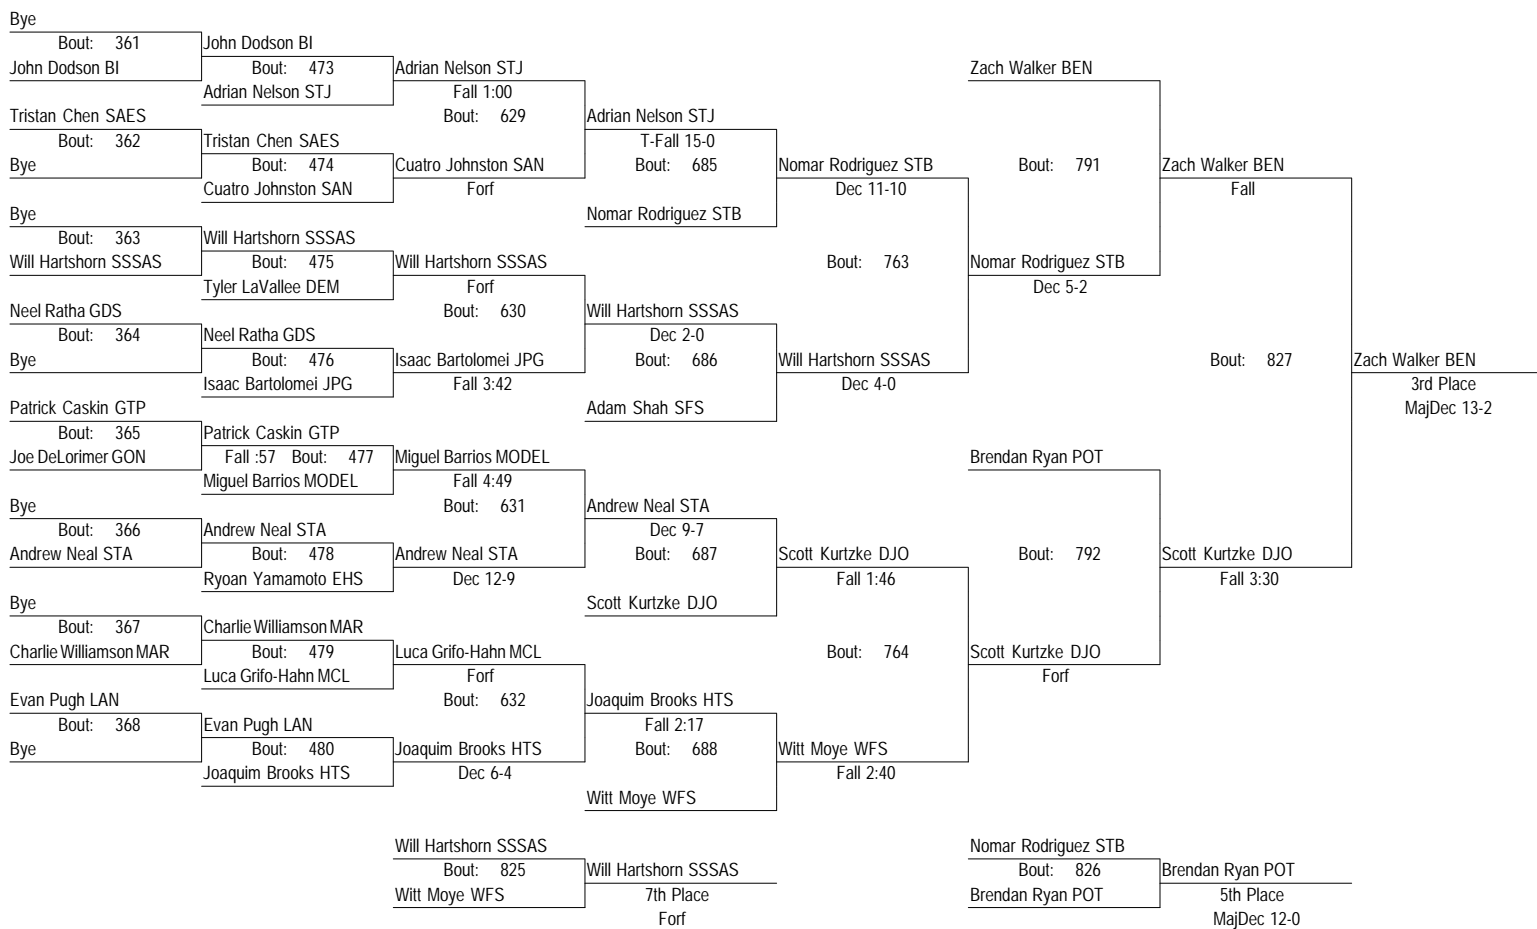 Bye
Bout: 361 John Dodson BI
John Dodson BI Bout: 473 Adrian Nelson STJ Zach Walker BEN
Adrian Nelson STJ Fall 1:00
Tristan Chen SAES Bout: 629 Adrian Nelson STJ
Bout: 362 Tristan Chen SAES T-Fall 15-0
Bye Bout: 474 Cuatro Johnston SAN Bout: 685 Nomar Rodriguez STB Bout: 791 Zach Walker BEN
Cuatro Johnston SAN Forf Dec 11-10 Fall
Bye Nomar Rodriguez STB
Bout: 363 Will Hartshorn SSSAS
Will Hartshorn SSSAS Bout: 475 Will Hartshorn SSSAS Bout: 763 Nomar Rodriguez STB
Tyler LaVallee DEM Forf Dec 5-2
Neel Ratha GDS Bout: 630 Will Hartshorn SSSAS
Bout: 364 Neel Ratha GDS Dec 2-0
Bye Bout: 476 Isaac Bartolomei JPG Bout: 686 Will Hartshorn SSSAS Bout: 827 Zach Walker BEN
Isaac Bartolomei JPG Fall 3:42 Dec 4-0 3rd Place
Patrick Caskin GTP Adam Shah SFS MajDec 13-2
Bout: 365 Patrick Caskin GTP
Joe DeLorimer GON Fall :57 Bout: 477 Miguel Barrios MODEL Brendan Ryan POT
Miguel Barrios MODEL Fall 4:49
Bye Bout: 631 Andrew Neal STA
Bout: 366 Andrew Neal STA Dec 9-7
Andrew Neal STA Bout: 478 Andrew Neal STA Bout: 687 Scott Kurtzke DJO Bout: 792 Scott Kurtzke DJO
Ryoan Yamamoto EHS Dec 12-9 Fall 1:46 Fall 3:30
Bye Scott Kurtzke DJO
Bout: 367 Charlie Williamson MAR
Charlie Williamson MAR Bout: 479 Luca Grifo-Hahn MCL Bout: 764 Scott Kurtzke DJO
Luca Grifo-Hahn MCL Forf Forf
Evan Pugh LAN Bout: 632 Joaquim Brooks HTS
Bout: 368 Evan Pugh LAN Fall 2:17
Bye Bout: 480 Joaquim Brooks HTS Bout: 688 Witt Moye WFS
Joaquim Brooks HTS Dec 6-4 Fall 2:40
Witt Moye WFS
Will Hartshorn SSSAS Nomar Rodriguez STB
Bout: 825 Will Hartshorn SSSAS Bout: 826 Brendan Ryan POT
Witt Moye WFS 7th Place Brendan Ryan POT 5th Place
Forf MajDec 12-0